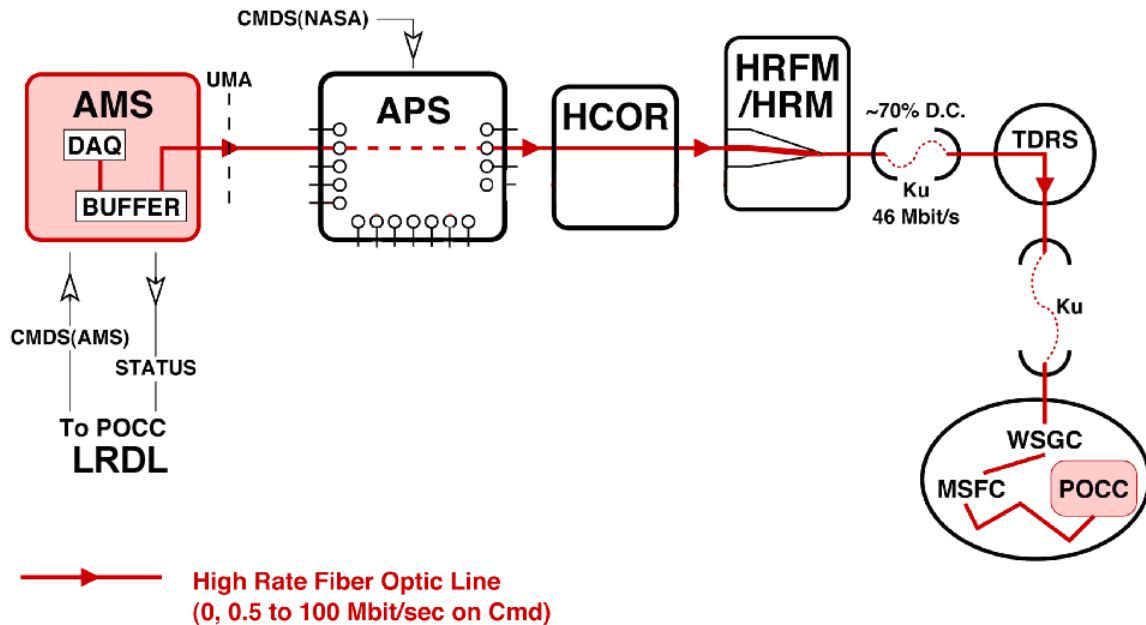 CMDS(NASA)
UMA
AMS
DAQ
BUFFER
APS
HCOR
HRFM
/HRM
~70% D.C.
Ku
46 Mbit/s
TDRS
CMDS(AMS)
STATUS
To POCC
LRDL
Ku
WSGC
MSFC
POCC
High Rate Fiber Optic Line
(0, 0.5 to 100 Mbit/sec on Cmd)